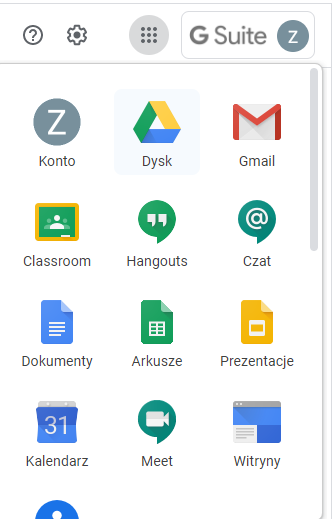 G Suite Z
Z
Konto Dysk Gmail
Classroom Hangouts Czat
Dokumenty Arkusze Prezentacje
31
Kalendarz Meet Witryny